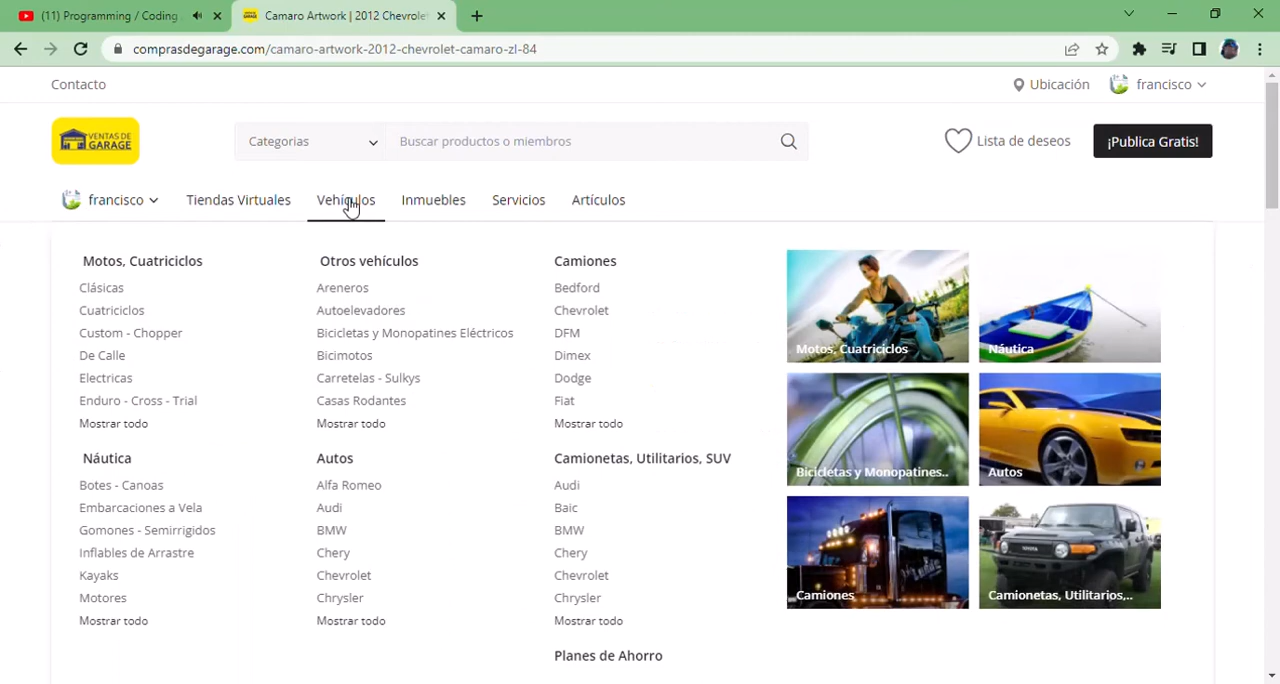 (11) Programming / Coding
Camaro Artwork | 2012 Chevrolet
comprasdegarage.com/camaro-artwork-2012-chevrolet-camaro-zl-84
Contacto
Ubicación
francisco
VENTAS DE
GARAGE
Categorias
Buscar productos o miembros
Lista de deseos
¡Publica Gratis!
francisco
Tiendas Virtuales
Vehículos
Inmuebles
Servicios
Artículos
Motos, Cuatriciclos
Clásicas
Cuatriciclos
Custom - Chopper
De Calle
Electricas
Enduro - Cross - Trial
Mostrar todo
Otros vehículos
Areneros
Autoelevadores
Bicicletas y Monopatines Eléctricos
Bicimotos
Carretelas - Sulkys
Casas Rodantes
Mostrar todo
Camiones
Bedford
Chevrolet
DFM
Dimex
Dodge
Fiat
Mostrar todo
Náutica
Botes - Canoas
Embarcaciones a Vela
Gomones - Semirrigidos
Inflables de Arrastre
Kayaks
Motores
Mostrar todo
Autos
Alfa Romeo
Audi
BMW
Chery
Chevrolet
Chrysler
Mostrar todo
Camionetas, Utilitarios, SUV
Audi
Baic
BMW
Chery
Chevrolet
Chrysler
Mostrar todo
Planes de Ahorro
Motos, Cuatriciclos
Náutica
Bicicletas y Monopatines..
Autos
Camiones
Camionetas, Utilitarios,..